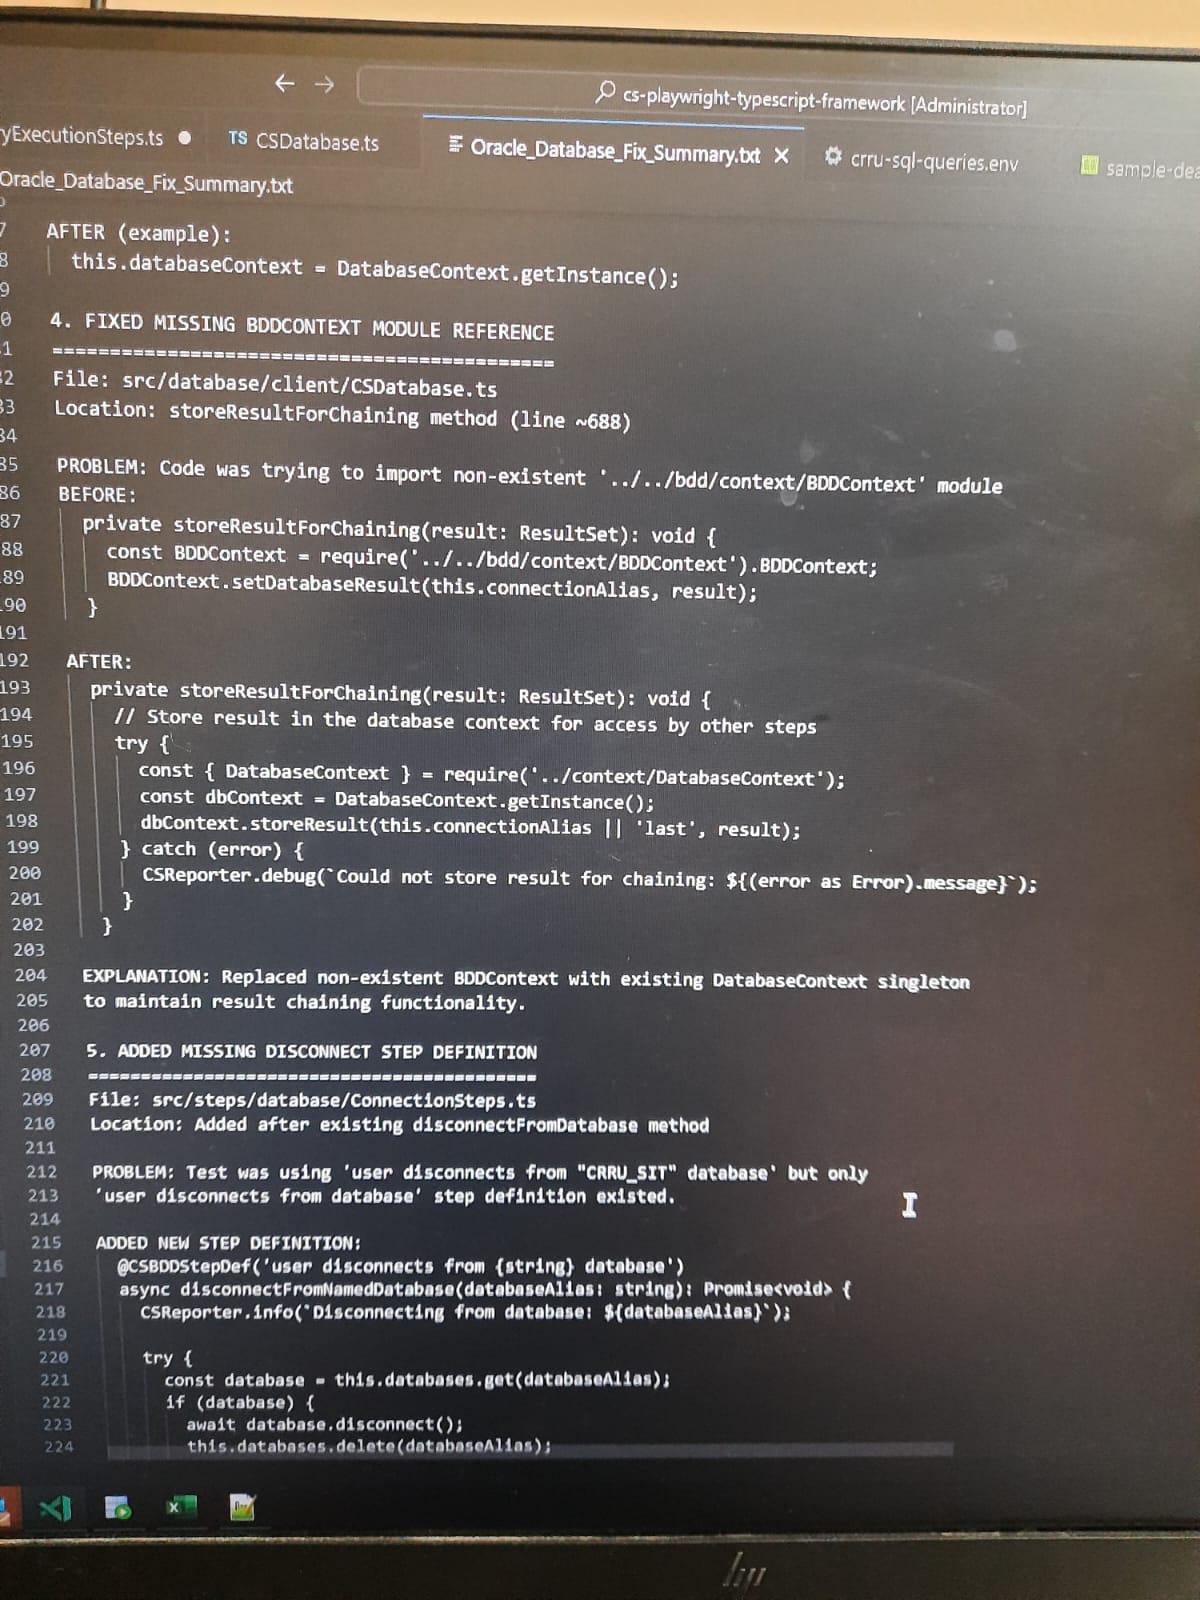 cs-playwright-typescript-framework [Administrator]
yExecutionSteps.ts
TS CSDatabase.ts
Oracle_Database_Fix_Summary.txt
crru-sql-queries.env
sample-dea
Oracle_Database_Fix_Summary.txt
7 AFTER (example):
8 this.databaseContext = DatabaseContext.getInstance();
9
0 4. FIXED MISSING BDDCONTEXT MODULE REFERENCE
1 ============================================
32 File: src/database/client/CSDatabase.ts
33 Location: storeResultForChaining method (line ~688)
34
85 PROBLEM: Code was trying to import non-existent '../../bdd/context/BDDContext' module
86 BEFORE:
87 private storeResultForChaining(result: ResultSet): void {
88 const BDDContext = require('../../bdd/context/BDDContext').BDDContext;
89 BDDContext.setDatabaseResult(this.connectionAlias, result);
90 }
191
192 AFTER:
193 private storeResultForChaining(result: ResultSet): void {
194 // Store result in the database context for access by other steps
195 try {
196 const { DatabaseContext } = require('../context/DatabaseContext');
197 const dbContext = DatabaseContext.getInstance();
198 dbContext.storeResult(this.connectionAlias || 'last', result);
199 } catch (error) {
200 CSReporter.debug(`Could not store result for chaining: ${(error as Error).message}`);
201 }
202 }
203
204 EXPLANATION: Replaced non-existent BDDContext with existing DatabaseContext singleton
205 to maintain result chaining functionality.
206
207 5. ADDED MISSING DISCONNECT STEP DEFINITION
208 ===========================================
209 File: src/steps/database/ConnectionSteps.ts
210 Location: Added after existing disconnectFromDatabase method
211
212 PROBLEM: Test was using 'user disconnects from "CRRU_SIT" database' but only
213 'user disconnects from database' step definition existed.
214
215 ADDED NEW STEP DEFINITION:
216 @CSBDDStepDef('user disconnects from {string} database')
217 async disconnectFromNamedDatabase(databaseAlias: string): Promise<void> {
218 CSReporter.info(`Disconnecting from database: ${databaseAlias}`);
219
220 try {
221 const database = this.databases.get(databaseAlias);
222 if (database) {
223 await database.disconnect();
224 this.databases.delete(databaseAlias);
hp